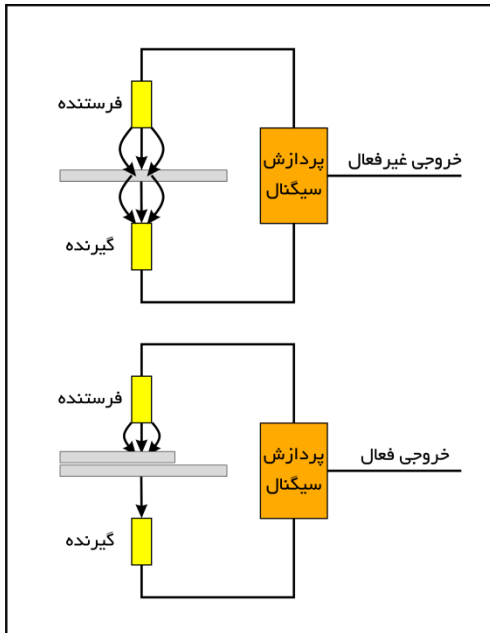 فرستنده
پردازش
سیگنال
خروجی غیرفعال
گیرنده
فرستنده
پردازش
سیگنال
خروجی فعال
گیرنده